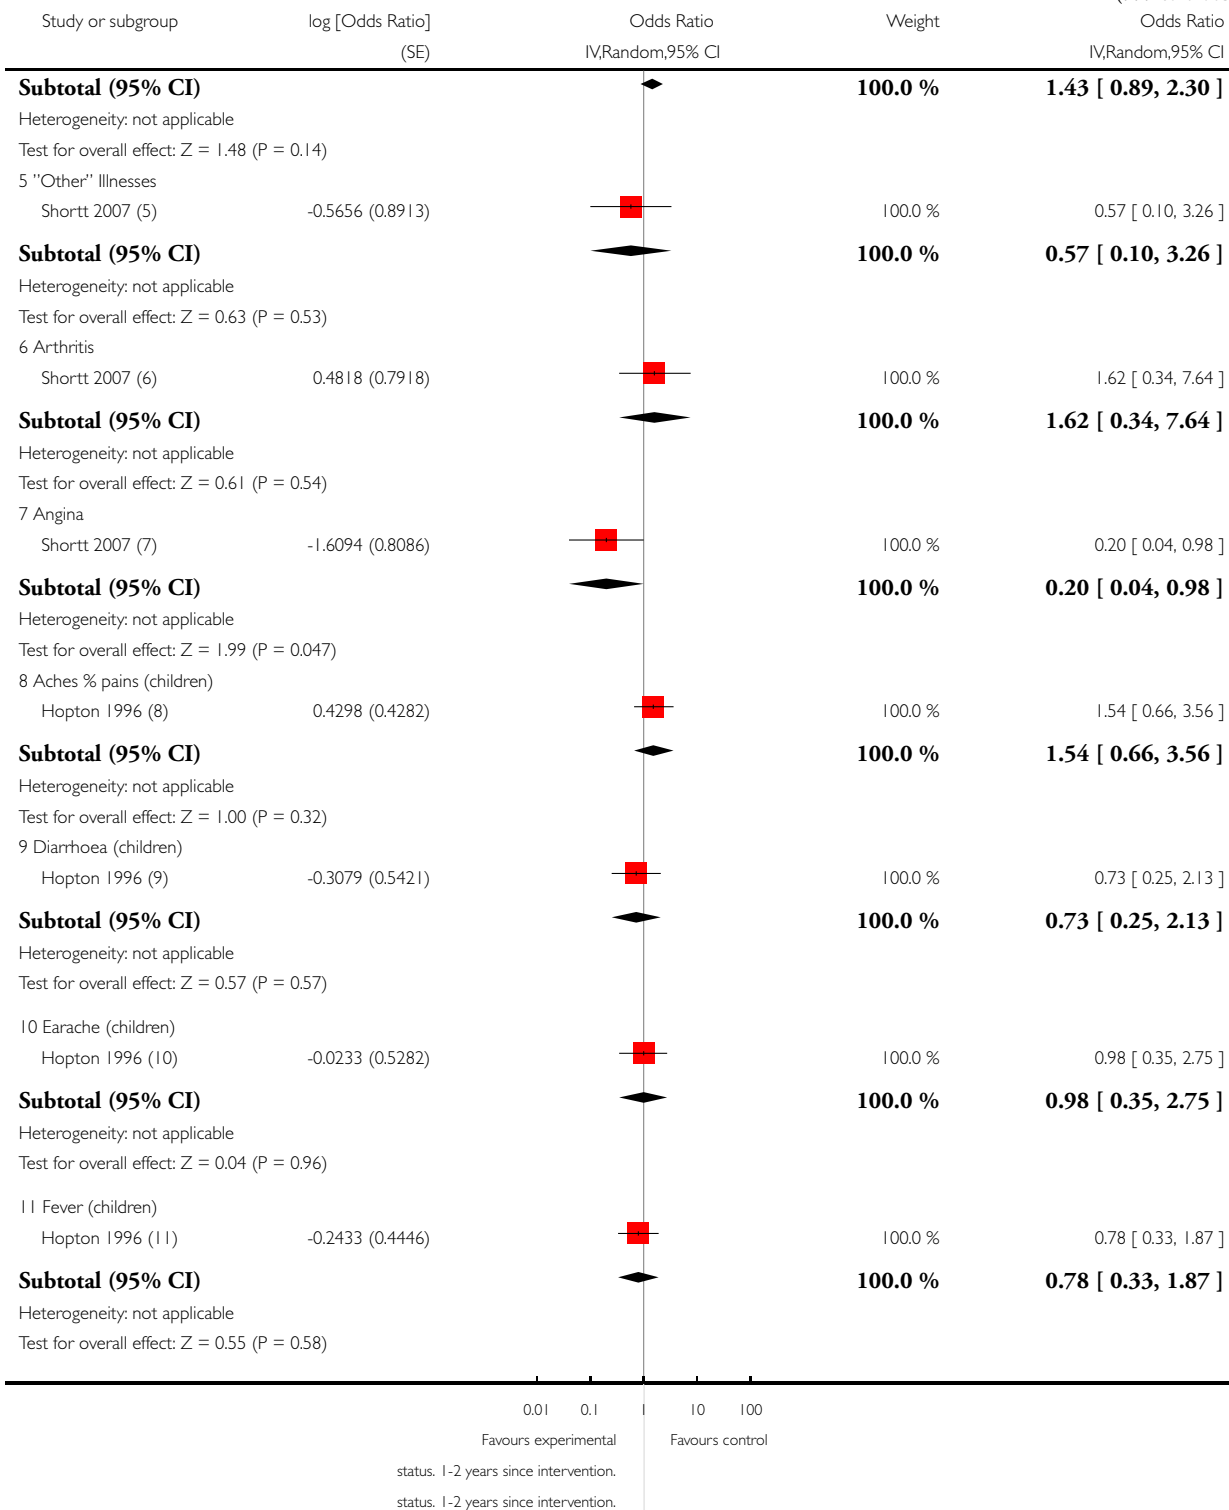 Study or subgroup log [Odds Ratio] Odds Ratio Weight Odds Ratio
(SE) IV,Random,95% CI IV,Random,95% CI
Subtotal (95% CI) 100.0 % 1.43 [ 0.89, 2.30 ]
Heterogeneity: not applicable
Test for overall effect: Z = 1.48 (P = 0.14)
5 ”Other” Illnesses
Shortt 2007 (5) -0.5656 (0.8913) 100.0 % 0.57 [ 0.10, 3.26 ]
Subtotal (95% CI) 100.0 % 0.57 [ 0.10, 3.26 ]
Heterogeneity: not applicable
Test for overall effect: Z = 0.63 (P = 0.53)
6 Arthritis
Shortt 2007 (6) 0.4818 (0.7918) 100.0 % 1.62 [ 0.34, 7.64 ]
Subtotal (95% CI) 100.0 % 1.62 [ 0.34, 7.64 ]
Heterogeneity: not applicable
Test for overall effect: Z = 0.61 (P = 0.54)
7 Angina
Shortt 2007 (7) -1.6094 (0.8086) 100.0 % 0.20 [ 0.04, 0.98 ]
Subtotal (95% CI) 100.0 % 0.20 [ 0.04, 0.98 ]
Heterogeneity: not applicable
Test for overall effect: Z = 1.99 (P = 0.047)
8 Aches % pains (children)
Hopton 1996 (8) 0.4298 (0.4282) 100.0 % 1.54 [ 0.66, 3.56 ]
Subtotal (95% CI) 100.0 % 1.54 [ 0.66, 3.56 ]
Heterogeneity: not applicable
Test for overall effect: Z = 1.00 (P = 0.32)
9 Diarrhoea (children)
Hopton 1996 (9) -0.3079 (0.5421) 100.0 % 0.73 [ 0.25, 2.13 ]
Subtotal (95% CI) 100.0 % 0.73 [ 0.25, 2.13 ]
Heterogeneity: not applicable
Test for overall effect: Z = 0.57 (P = 0.57)
10 Earache (children)
Hopton 1996 (10) -0.0233 (0.5282) 100.0 % 0.98 [ 0.35, 2.75 ]
Subtotal (95% CI) 100.0 % 0.98 [ 0.35, 2.75 ]
Heterogeneity: not applicable
Test for overall effect: Z = 0.04 (P = 0.96)
11 Fever (children)
Hopton 1996 (11) -0.2433 (0.4446) 100.0 % 0.78 [ 0.33, 1.87 ]
Subtotal (95% CI) 100.0 % 0.78 [ 0.33, 1.87 ]
Heterogeneity: not applicable
Test for overall effect: Z = 0.55 (P = 0.58)
0.01 0.1 1 10 100
Favours experimental Favours control
status. 1-2 years since intervention.
status. 1-2 years since intervention.